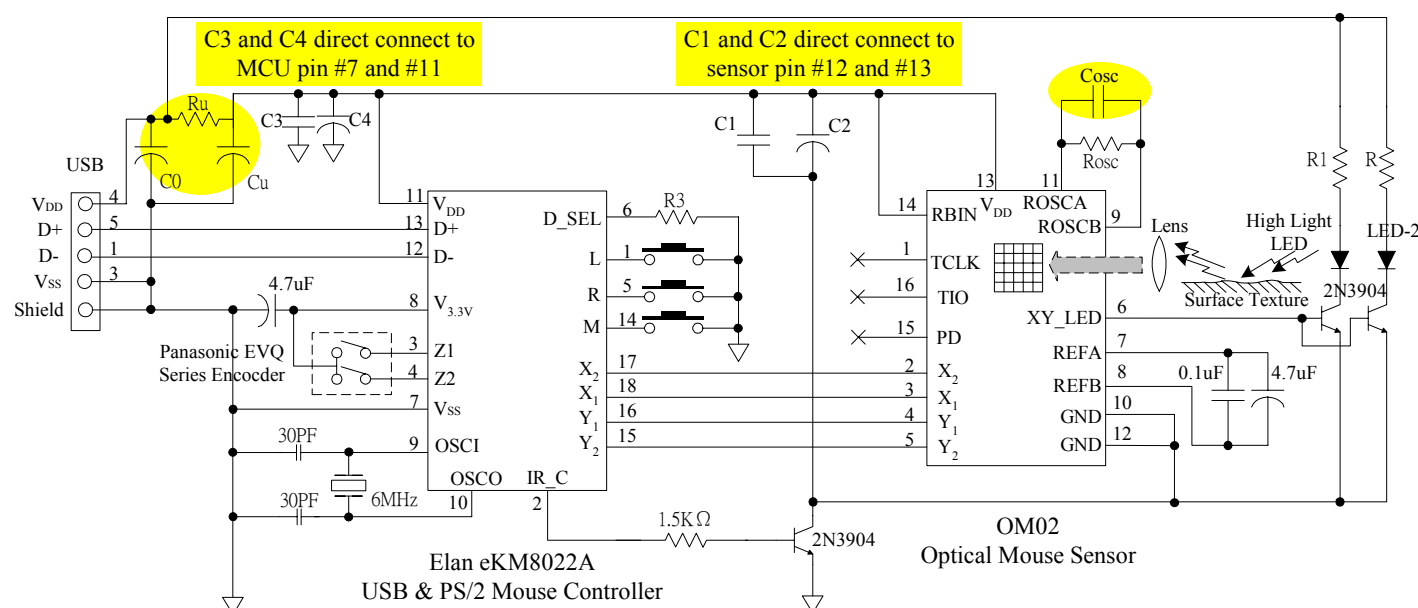 C3 and C4 direct connect to
MCU pin #7 and #11
C1 and C2 direct connect to
sensor pin #12 and #13
Cosc
Ru
C3
C4
C1
C2
Rosc
R1
R
USB
C0
Cu
VDD
4
D+
5
D-
1
Vss
3
Shield
4.7uF
11
VDD
13
D+
12
D-
8
V3.3V
3
Z1
4
Z2
7
Vss
9
OSCI
OSCO
10
IR_C
2
D_SEL
6
R3
L
1
R
5
M
14
X2
17
X1
18
Y1
16
Y2
15
Panasonic EVQ
Series Encocder
30PF
30PF
6MHz
1.5KΩ
2N3904
14
RBIN
13
VDD
11
ROSCA
ROSCB
9
1
TCLK
16
TIO
15
PD
2
X2
3
X1
4
Y1
5
Y2
XY_LED
6
REFA
7
REFB
8
GND
10
GND
12
Lens
High Light
LED
LED-2
Surface Texture
2N3904
0.1uF
4.7uF
Elan eKM8022A
USB & PS/2 Mouse Controller
OM02
Optical Mouse Sensor